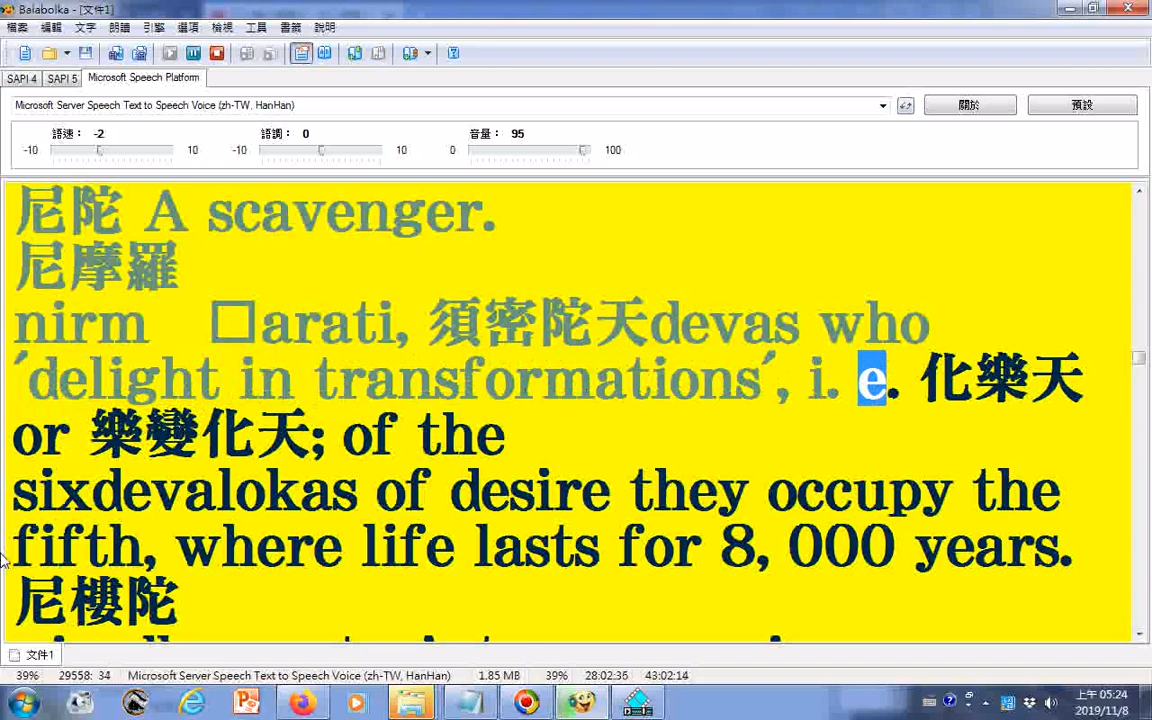 Balabolka - [文件1]
檔案 編輯 文字 朗讀 引擎 選項 檢視 工具 書籤 說明
SAPI 4 SAPI 5 Microsoft Speech Platform
Microsoft Server Speech Text to Speech Voice (zh-TW, HanHan) 關於 預設
語速： -2 語調： 0 音量： 95
-10 10 -10 10 0 100
尼陀 A scavenger.
尼摩羅
nirm □arati, 須密陀天devas who
'delight in transformations', i. e. 化樂天
or 樂變化天; of the
sixdevalokas of desire they occupy the
fifth, where life lasts for 8, 000 years.
尼樓陀
文件1
39% 29558: 34 Microsoft Server Speech Text to Speech Voice (zh-TW, HanHan) 1.85 MB 39% 28:02:35 43:02:14
上午 05:24
2019/11/8